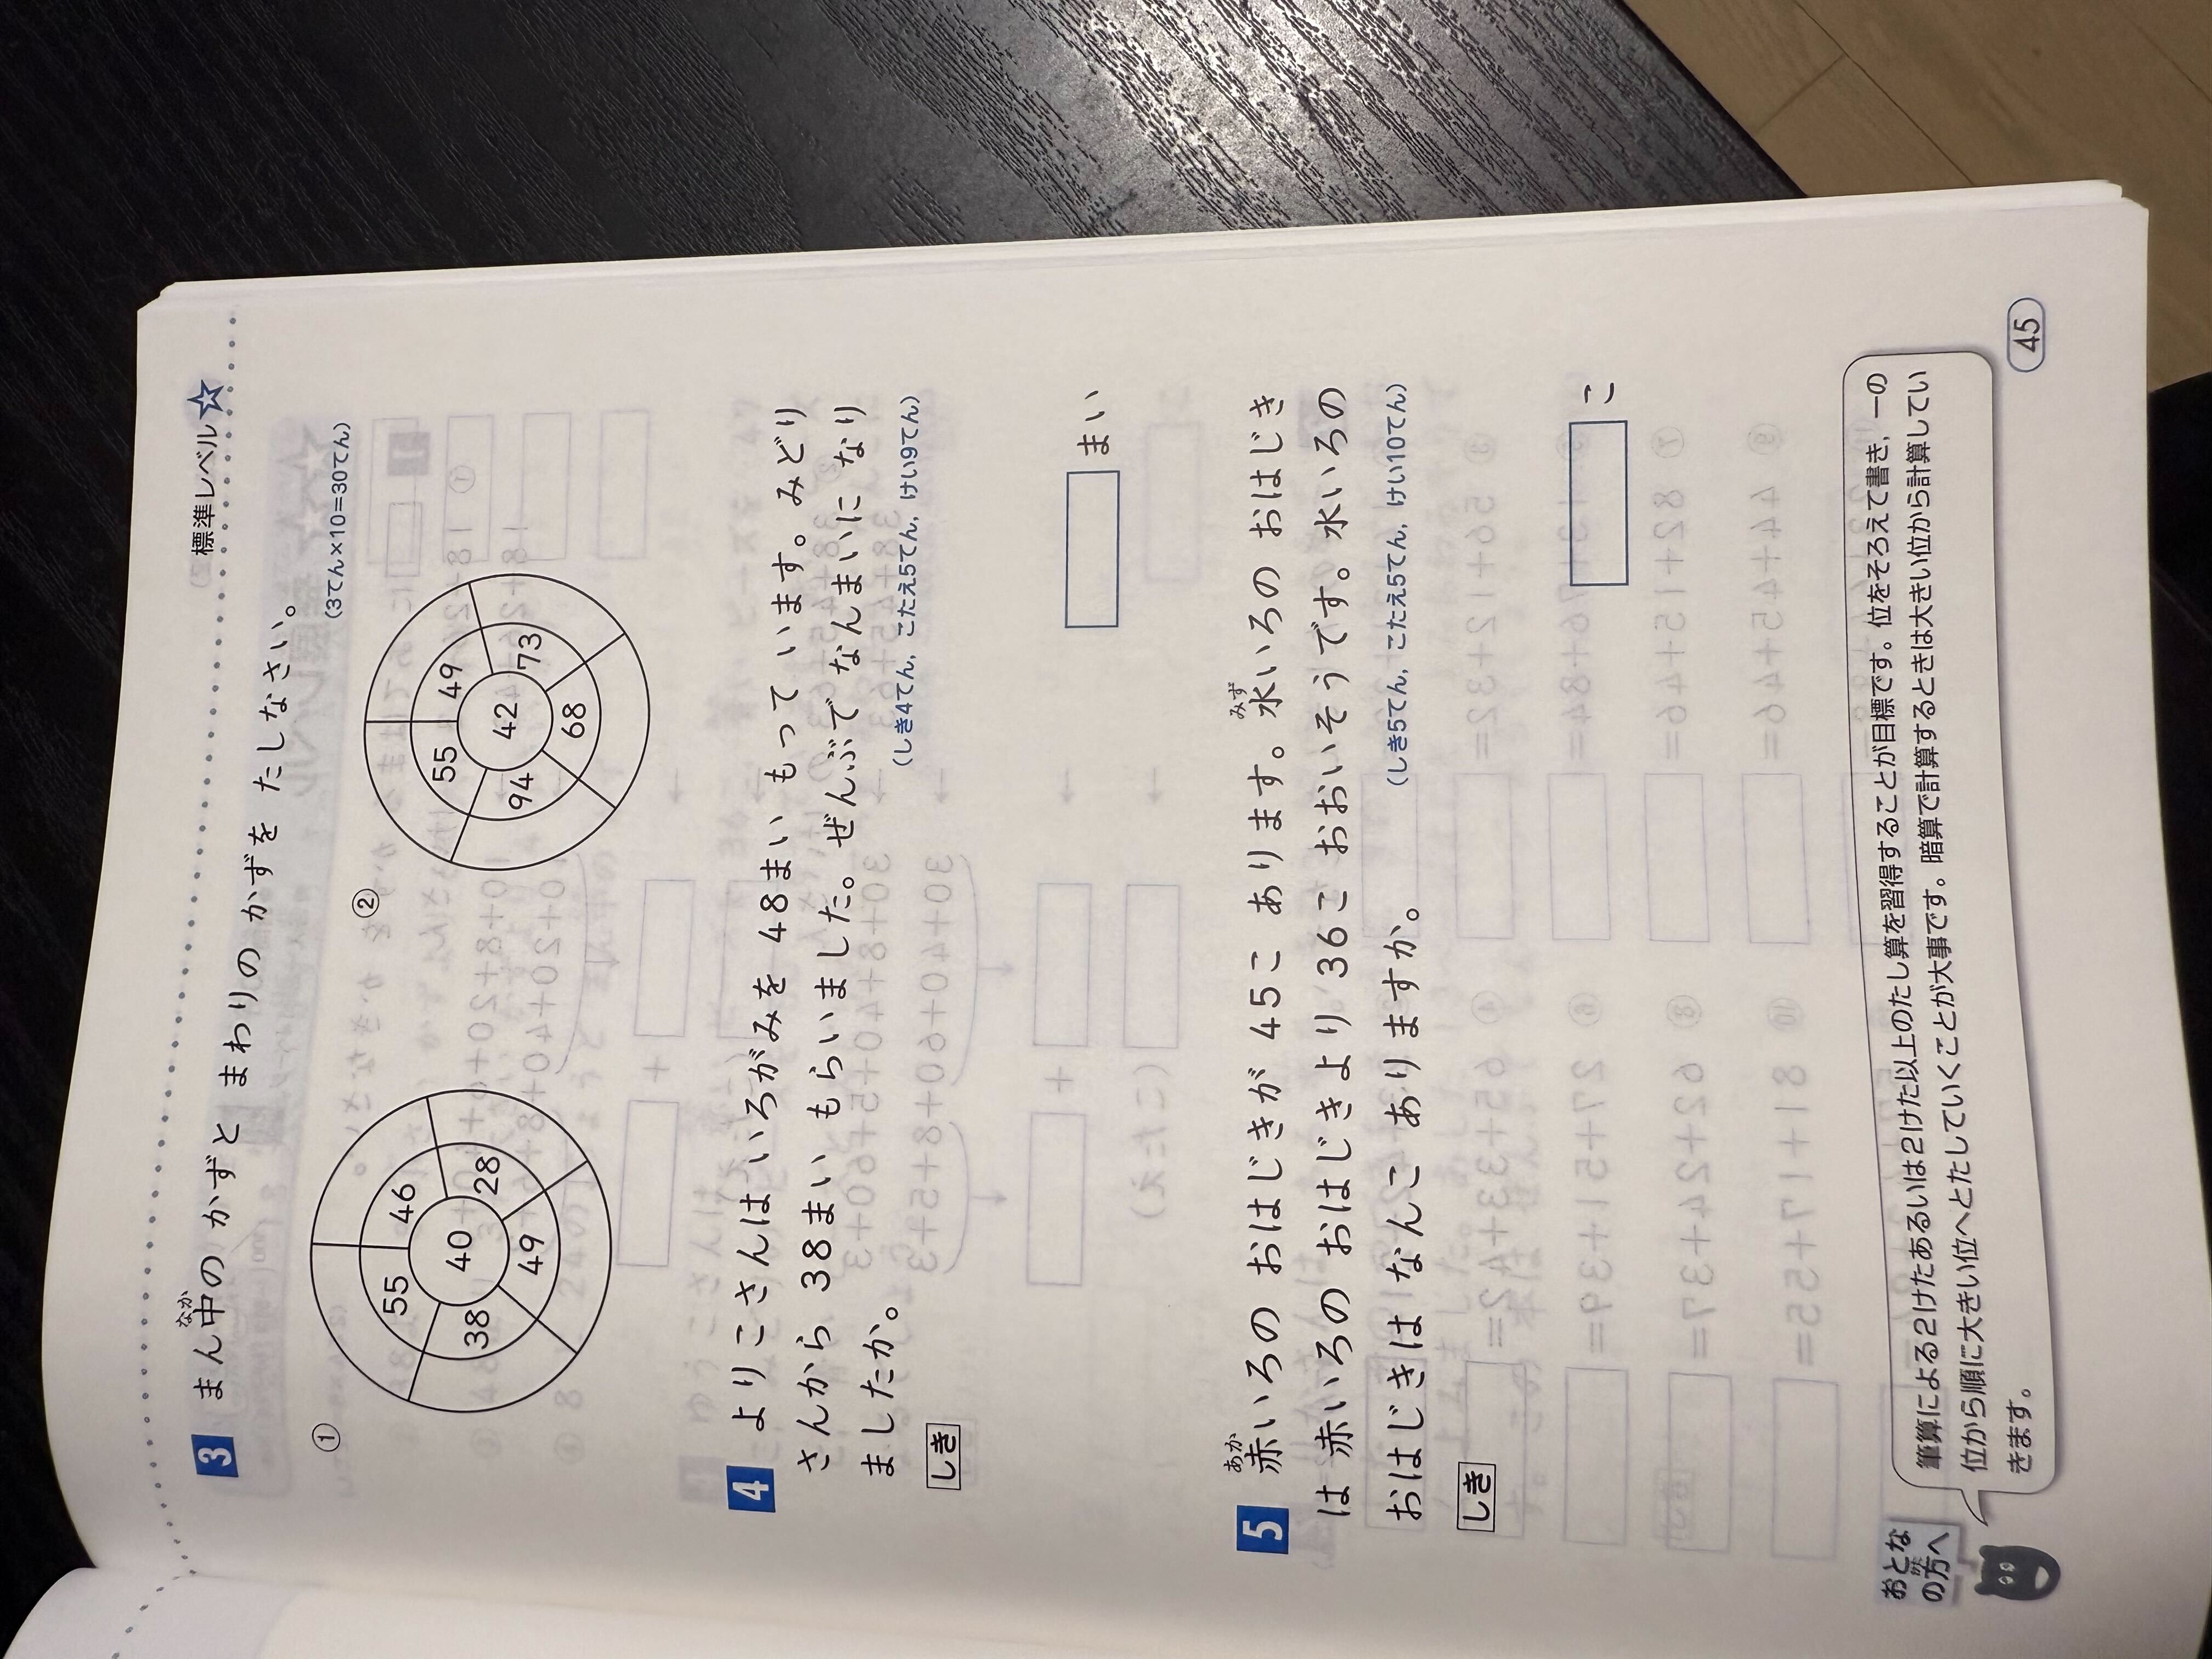 標準レベル
3 まん中のかずと まわりの かずを たしなさい。
なか
(3てん×10=30てん)
①
40
46
28
49
38
55
②
42
49
73
68
94
55
4 よりこさんは いろがみを 48まい もって います。みどり
さんから 38まい もらいました。ぜんぶで なんまいに なり
ましたか。
(しき4てん, こたえ5てん, けい9てん)
しき
まい
あか
みず
5 赤いろの おはじきが 45こ あります。水いろの おはじき
は 赤いろの おはじきより 36こ おおいそうです。水いろの
おはじきは なんこ ありますか。
(しき5てん, こたえ5てん, けい10てん)
しき
こ
おとな
の方へ
筆算による2けたあるいは2けた以上のたし算を習得することが目標です。位をそろえて書き,一の
位から順に大きい位へとたしていくことが大事です。暗算で計算するときは大きい位から計算してい
きます。
45